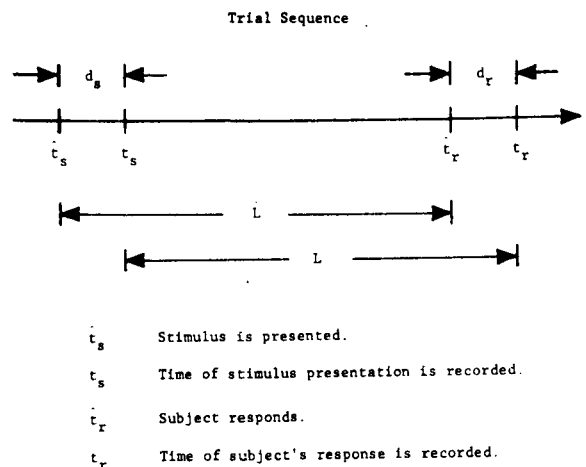 Trial Sequence
d_s d_r
ṫ_s t_s ṫ_r t_r
L̇
L
ṫ_s Stimulus is presented.
t_s Time of stimulus presentation is recorded.
ṫ_r Subject responds.
t_r Time of subject's response is recorded.